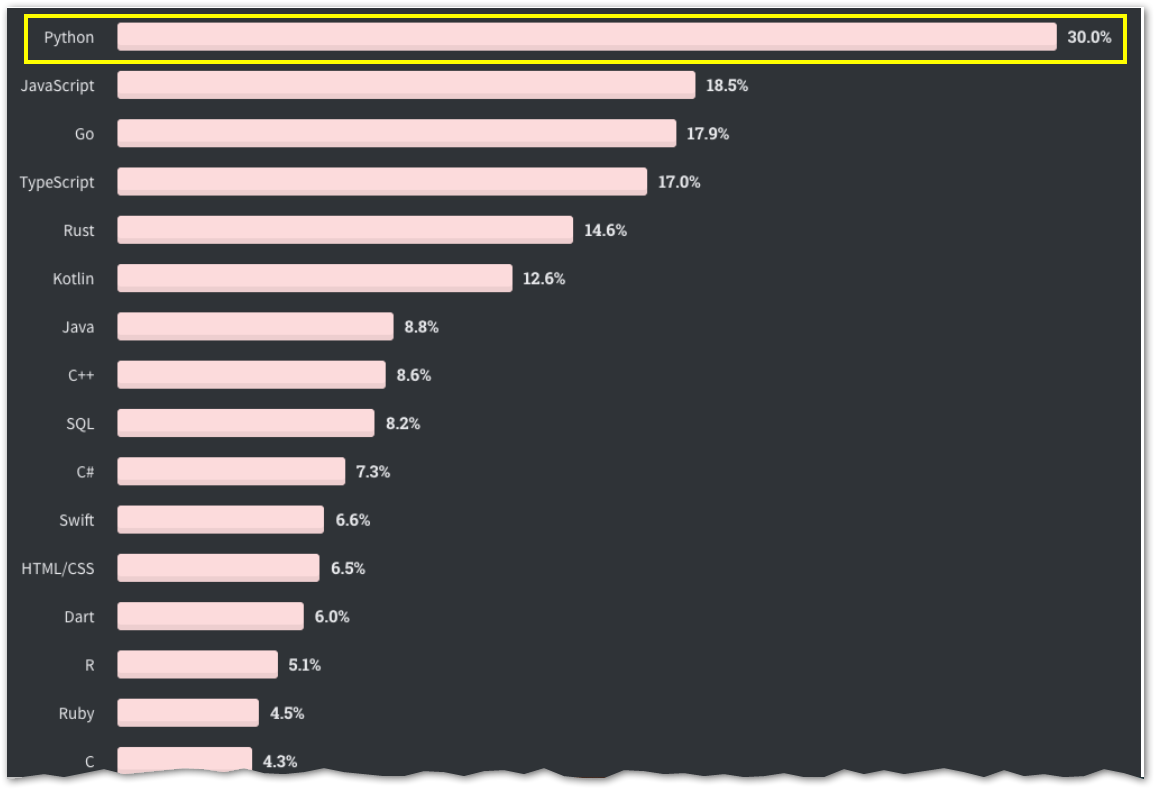 Python 30.0%
JavaScript 18.5%
Go 17.9%
TypeScript 17.0%
Rust 14.6%
Kotlin 12.6%
Java 8.8%
C++ 8.6%
SQL 8.2%
C# 7.3%
Swift 6.6%
HTML/CSS 6.5%
Dart 6.0%
R 5.1%
Ruby 4.5%
C 4.3%